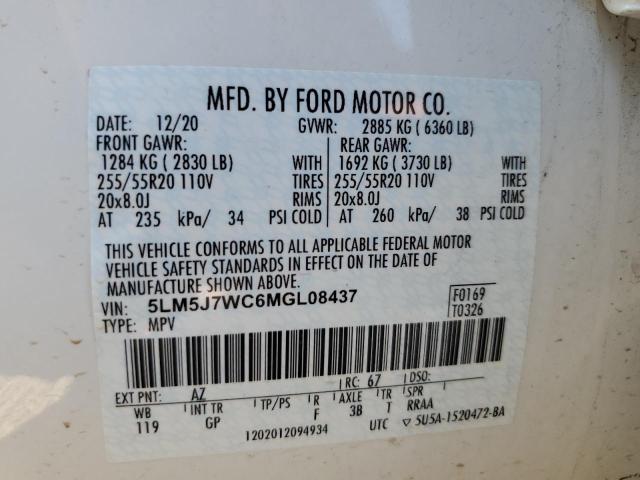 MFD. BY FORD MOTOR CO.
DATE: 12/20 GVWR: 2885 KG ( 6360 LB)
FRONT GAWR: REAR GAWR:
1284 KG ( 2830 LB) WITH 1692 KG ( 3730 LB) WITH
255/55R20 110V TIRES 255/55R20 110V TIRES
20x8.0J RIMS 20x8.0J RIMS
AT 235 kPa/ 34 PSI COLD AT 260 kPa/ 38 PSI COLD
THIS VEHICLE CONFORMS TO ALL APPLICABLE FEDERAL MOTOR
VEHICLE SAFETY STANDARDS IN EFFECT ON THE DATE OF
MANUFACTURE SHOWN ABOVE.
VIN: 5LM5J7WC6MGL08437 F0169
TYPE: MPV T0326
EXT PNT: AZ RC: 67 DSO:
WB INT TR TP/PS R AXLE TR SPR
119 GP F 3B T RRAA
1202012094934 UTC ▽ 5U5A-1520472-BA